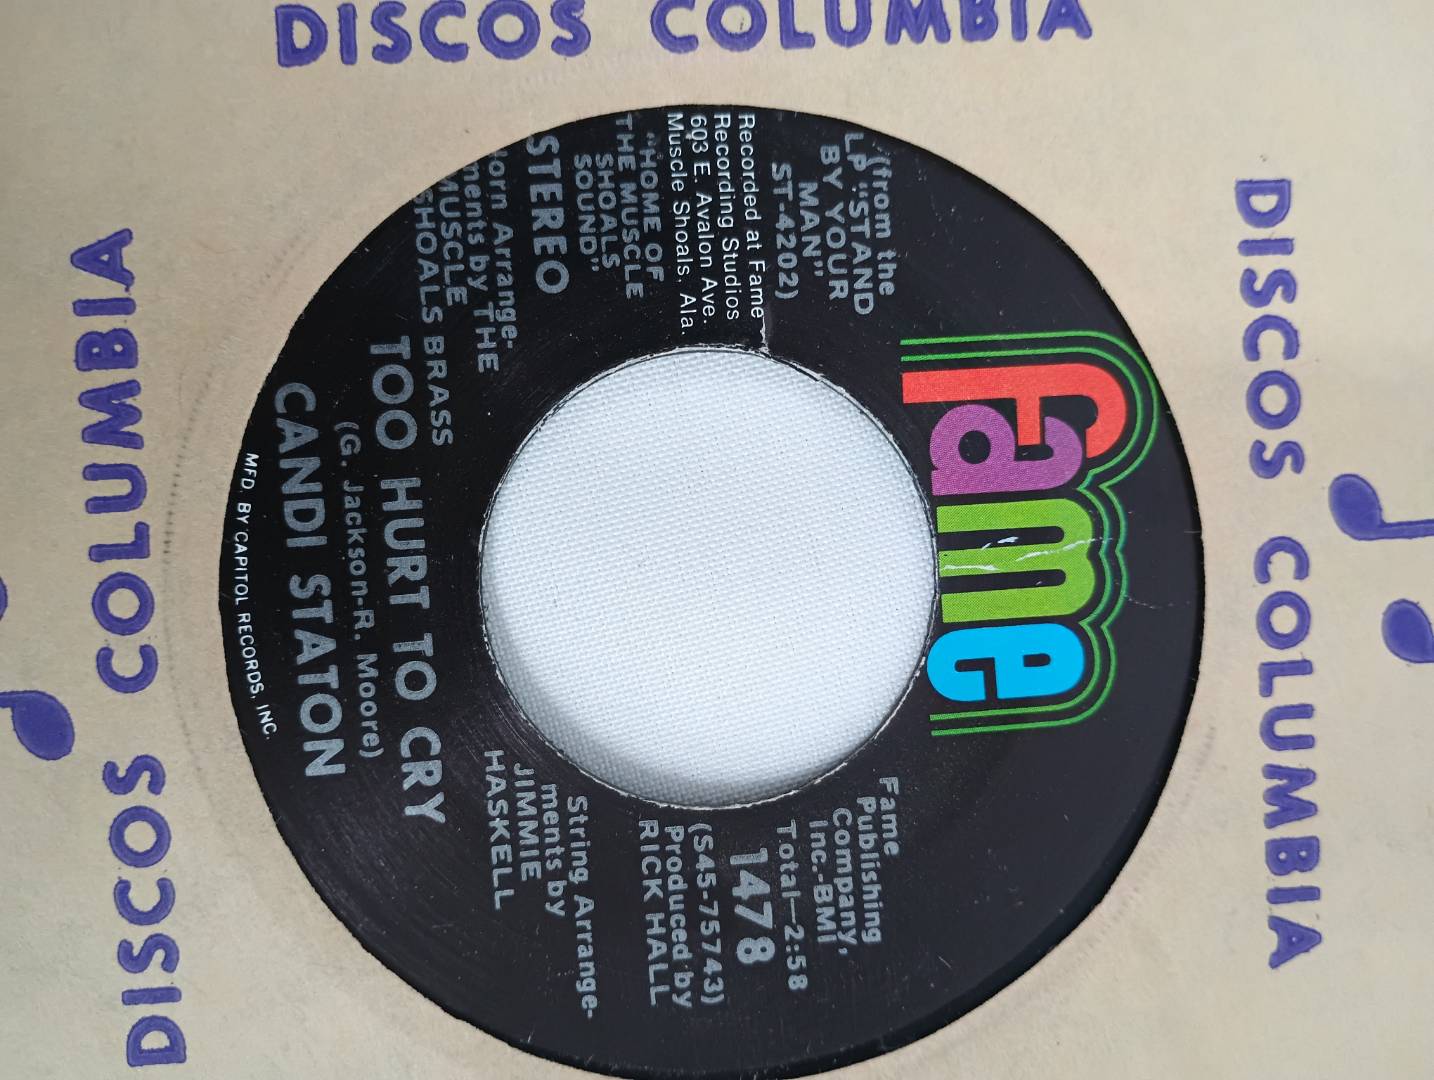 DISCOS COLUMBIA
DISCOS COLUMBIA
DISCOS COLUMBIA
Fame
(from the
LP "STAND
BY YOUR
MAN"
ST-4202)
Recorded at Fame
Recording Studios
603 E. Avalon Ave.
Muscle Shoals, Ala.
"HOME OF
THE MUSCLE
SHOALS
SOUND"
STEREO
Horn Arrange-
ments by THE
MUSCLE
SHOALS BRASS
Fame
Publishing
Company,
Inc.-BMI
Total—2:58
1478
(S45-75743)
Produced by
RICK HALL
String Arrange-
ments by
JIMMIE
HASKELL
TOO HURT TO CRY
(G. Jackson-R. Moore)
CANDI STATON
MFD. BY CAPITOL RECORDS, INC.